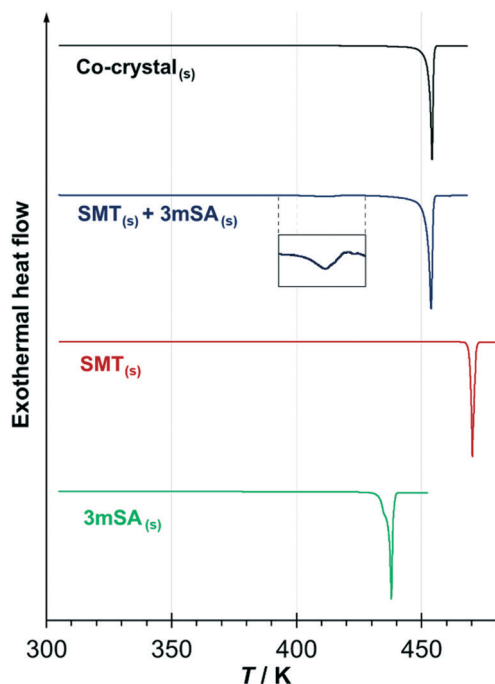 Exothermal heat flow
Co-crystal(s)
SMT(s) + 3mSA(s)
SMT(s)
3mSA(s)
300 350 400 450
T / K